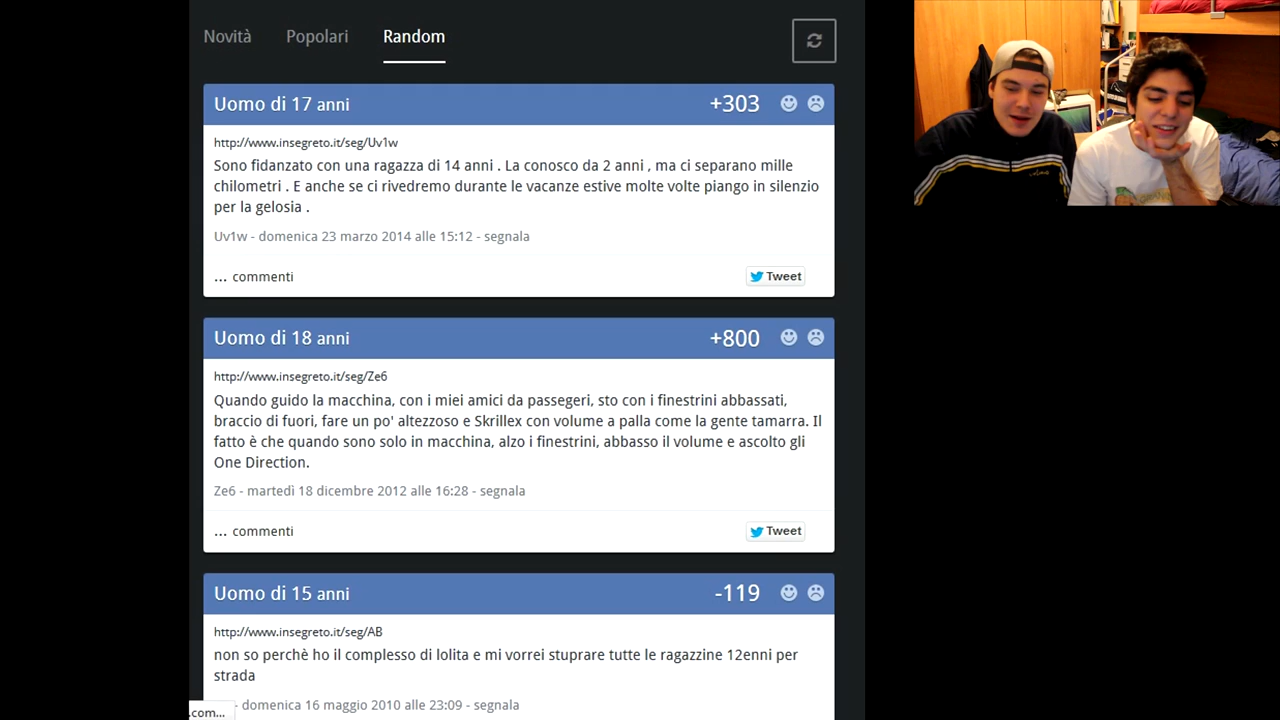 Novità Popolari Random
Uomo di 17 anni +303
http://www.insegreto.it/seg/Uv1w
Sono fidanzato con una ragazza di 14 anni . La conosco da 2 anni , ma ci separano mille
chilometri . E anche se ci rivedremo durante le vacanze estive molte volte piango in silenzio
per la gelosia .
Uv1w - domenica 23 marzo 2014 alle 15:12 - segnala
... commenti Tweet
Uomo di 18 anni +800
http://www.insegreto.it/seg/Ze6
Quando guido la macchina, con i miei amici da passegeri, sto con i finestrini abbassati,
braccio di fuori, fare un po' altezzoso e Skrillex con volume a palla come la gente tamarra. Il
fatto è che quando sono solo in macchina, alzo i finestrini, abbasso il volume e ascolto gli
One Direction.
Ze6 - martedì 18 dicembre 2012 alle 16:28 - segnala
... commenti Tweet
Uomo di 15 anni -119
http://www.insegreto.it/seg/AB
non so perchè ho il complesso di lolita e mi vorrei stuprare tutte le ragazzine 12enni per
strada
- domenica 16 maggio 2010 alle 23:09 - segnala
.com...